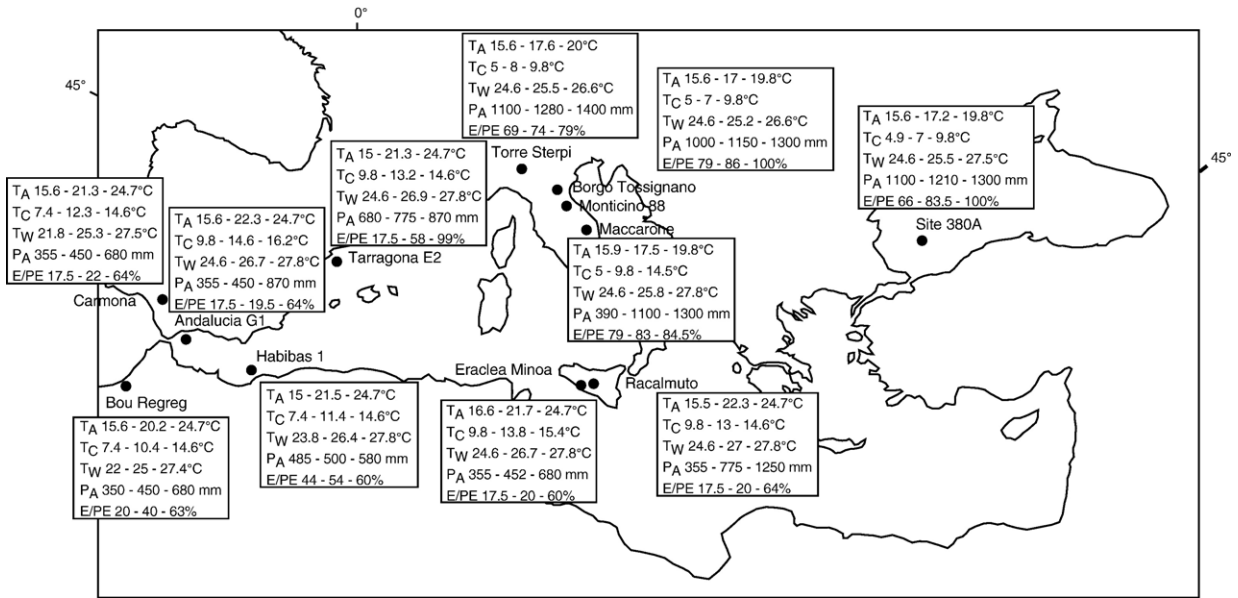 0°
45°
45°
TA 15.6 - 17.6 - 20°C
TC 5 - 8 - 9.8°C
TW 24.6 - 25.5 - 26.6°C
PA 1100 - 1280 - 1400 mm
E/PE 69 - 74 - 79%
Torre Sterpi
TA 15.6 - 17 - 19.8°C
TC 5 - 7 - 9.8°C
TW 24.6 - 25.2 - 26.6°C
PA 1000 - 1150 - 1300 mm
E/PE 79 - 86 - 100%
Borgo Tossignano
Monticino 88
Maccarone
TA 15.6 - 17.2 - 19.8°C
TC 4.9 - 7 - 9.8°C
TW 24.6 - 25.5 - 27.5°C
PA 1100 - 1210 - 1300 mm
E/PE 66 - 83.5 - 100%
Site 380A
TA 15 - 21.3 - 24.7°C
TC 9.8 - 13.2 - 14.6°C
TW 24.6 - 26.9 - 27.8°C
PA 680 - 775 - 870 mm
E/PE 17.5 - 58 - 99%
Tarragona E2
TA 15.6 - 21.3 - 24.7°C
TC 7.4 - 12.3 - 14.6°C
TW 21.8 - 25.3 - 27.5°C
PA 355 - 450 - 680 mm
E/PE 17.5 - 22 - 64%
Carmona
TA 15.6 - 22.3 - 24.7°C
TC 9.8 - 14.6 - 16.2°C
TW 24.6 - 26.7 - 27.8°C
PA 355 - 450 - 870 mm
E/PE 17.5 - 19.5 - 64%
Andalucia G1
TA 15.9 - 17.5 - 19.8°C
TC 5 - 9.8 - 14.5°C
TW 24.6 - 25.8 - 27.8°C
PA 390 - 1100 - 1300 mm
E/PE 79 - 83 - 84.5%
Habibas 1
Eraclea Minoa
Racalmuto
Bou Regreg
TA 15.6 - 20.2 - 24.7°C
TC 7.4 - 10.4 - 14.6°C
TW 22 - 25 - 27.4°C
PA 350 - 450 - 680 mm
E/PE 20 - 40 - 63%
TA 15 - 21.5 - 24.7°C
TC 7.4 - 11.4 - 14.6°C
TW 23.8 - 26.4 - 27.8°C
PA 485 - 500 - 580 mm
E/PE 44 - 54 - 60%
TA 16.6 - 21.7 - 24.7°C
TC 9.8 - 13.8 - 15.4°C
TW 24.6 - 26.7 - 27.8°C
PA 355 - 452 - 680 mm
E/PE 17.5 - 20 - 60%
TA 15.5 - 22.3 - 24.7°C
TC 9.8 - 13 - 14.6°C
TW 24.6 - 27 - 27.8°C
PA 355 - 775 - 1250 mm
E/PE 17.5 - 20 - 64%